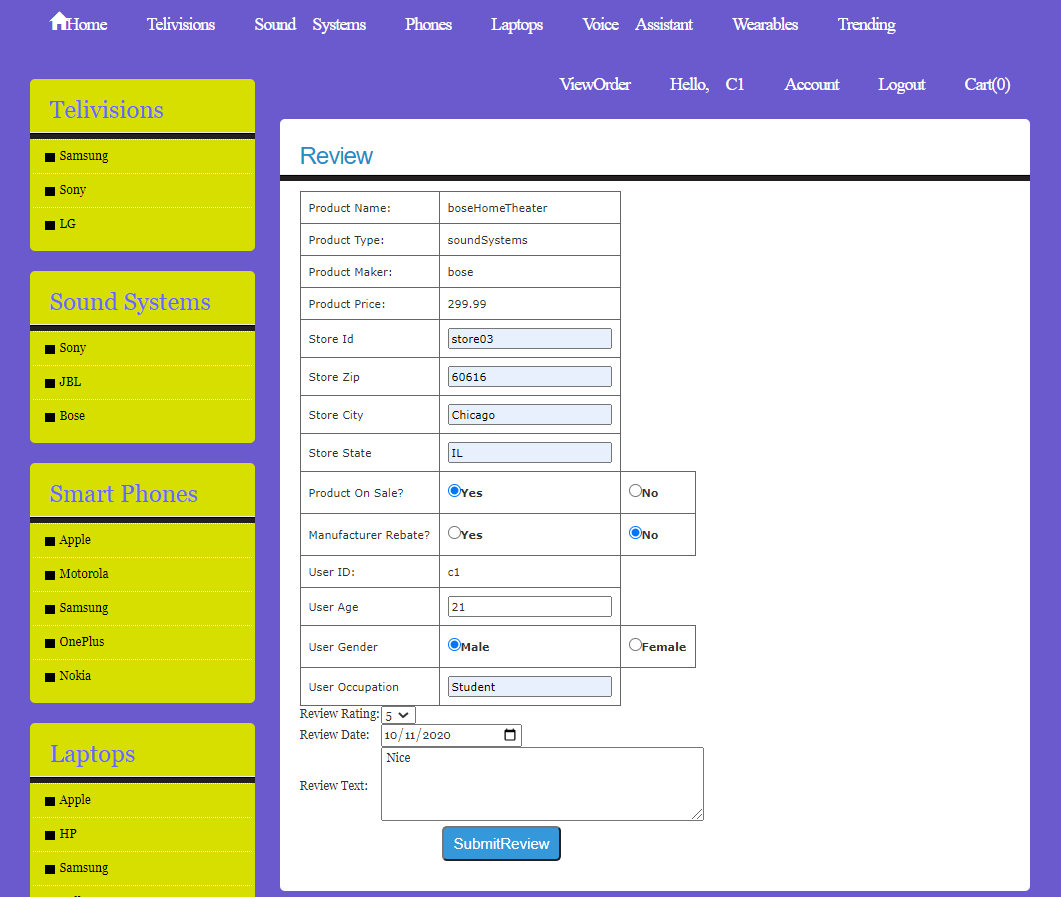 Home Telivisions Sound Systems Phones Laptops Voice Assistant Wearables Trending
ViewOrder Hello, C1 Account Logout Cart(0)
Telivisions
Samsung
Sony
LG
Sound Systems
Sony
JBL
Bose
Smart Phones
Apple
Motorola
Samsung
OnePlus
Nokia
Laptops
Apple
HP
Samsung
Review
Product Name: boseHomeTheater
Product Type: soundSystems
Product Maker: bose
Product Price: 299.99
Store Id store03
Store Zip 60616
Store City Chicago
Store State IL
Product On Sale? Yes No
Manufacturer Rebate? Yes No
User ID: c1
User Age 21
User Gender Male Female
User Occupation Student
Review Rating: 5
Review Date: 10/11/2020
Review Text: Nice
SubmitReview